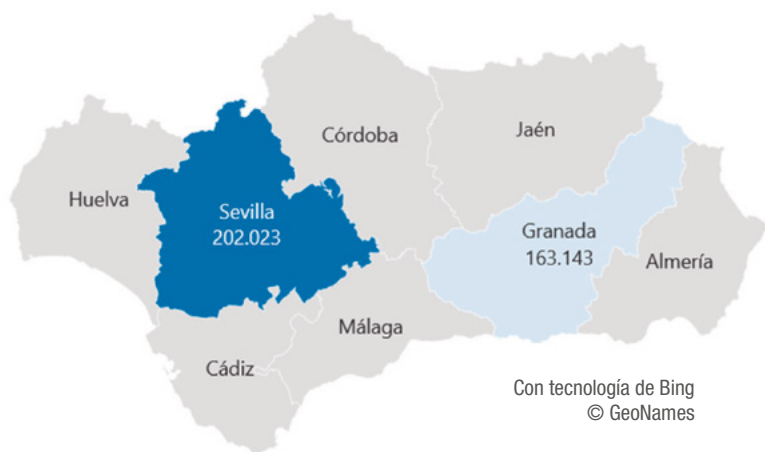 Córdoba
Jaén
Huelva
Sevilla
202.023
Granada
163.143
Almería
Málaga
Cádiz
Con tecnología de Bing
© GeoNames